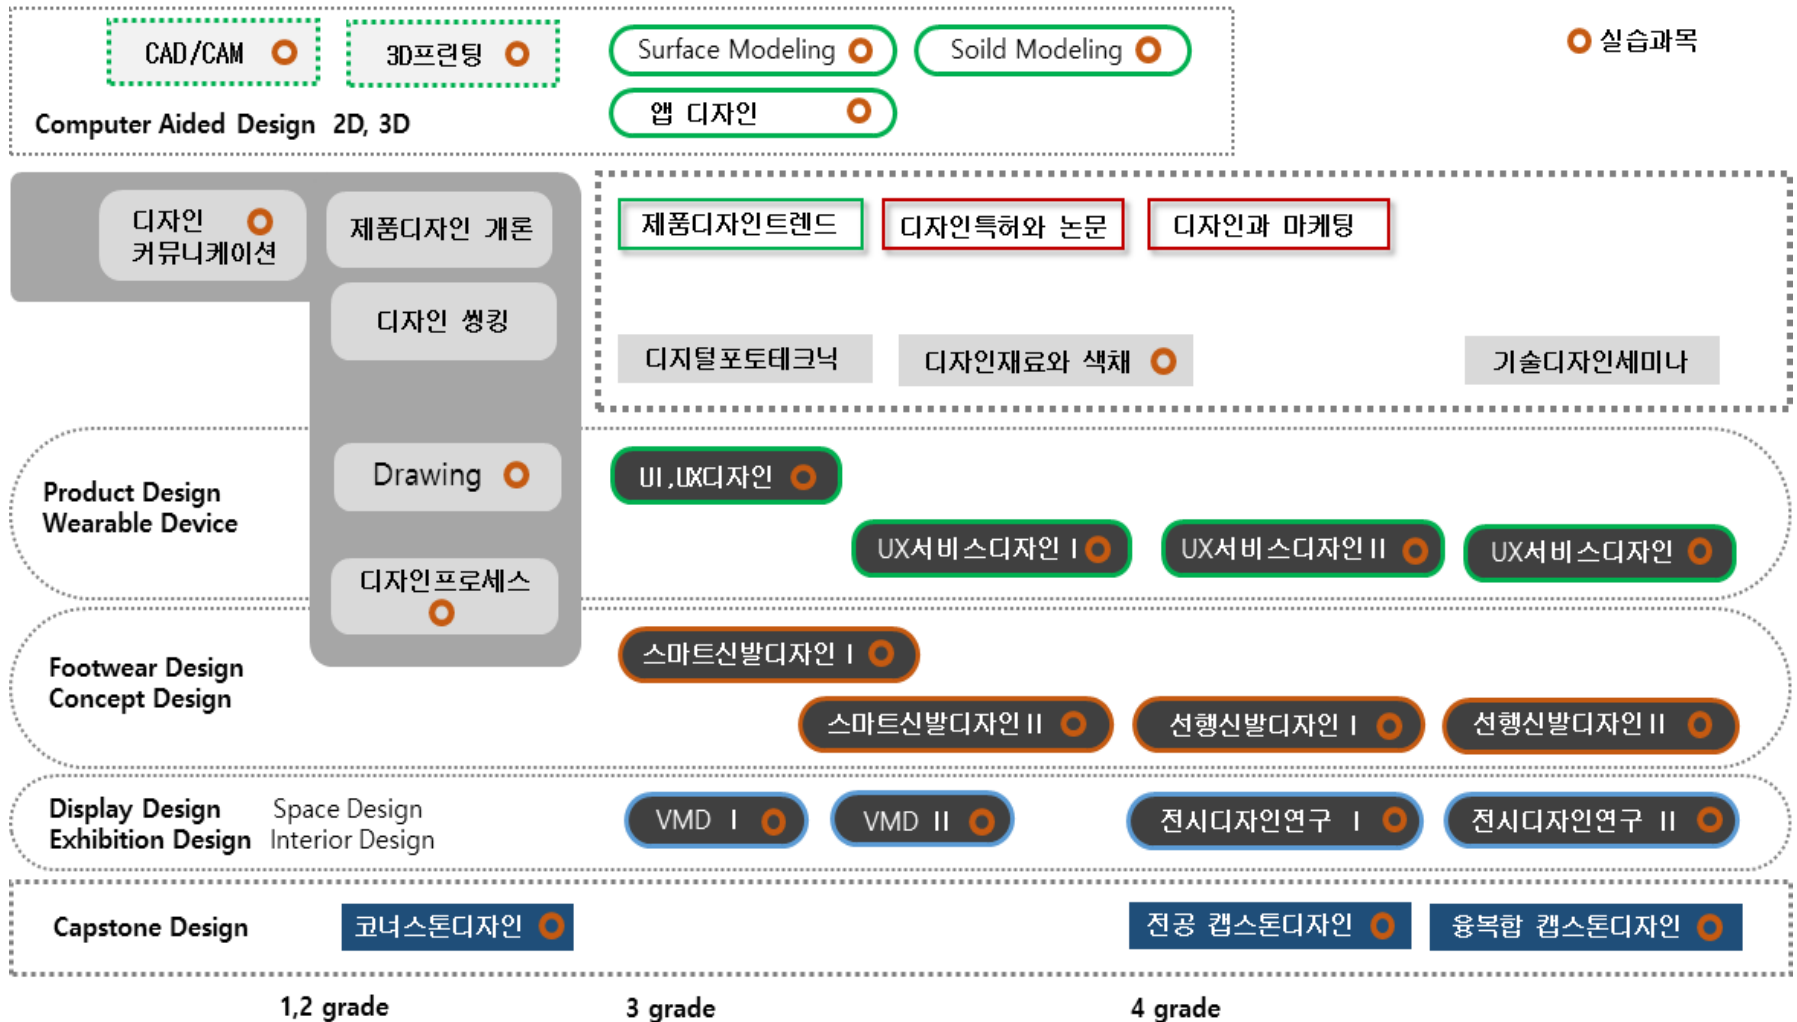 CAD/CAM
3D프린팅
Surface Modeling
Soild Modeling
실습과목
앱 디자인
Computer Aided Design 2D, 3D
디자인
커뮤니케이션
제품디자인 개론
제품디자인트렌드
디자인특허와 논문
디자인과 마케팅
디자인 씽킹
디지털포토테크닉
디자인재료와 색채
기술디자인세미나
Product Design
Wearable Device
Drawing
UI,UX디자인
UX서비스디자인 I
UX서비스디자인 II
UX서비스디자인
디자인프로세스
Footwear Design
Concept Design
스마트신발디자인 I
스마트신발디자인 II
선행신발디자인 I
선행신발디자인 II
Display Design
Exhibition Design
Space Design
Interior Design
VMD I
VMD II
전시디자인연구 I
전시디자인연구 II
Capstone Design
코너스톤디자인
전공 캡스톤디자인
융복합 캡스톤디자인
1,2 grade
3 grade
4 grade